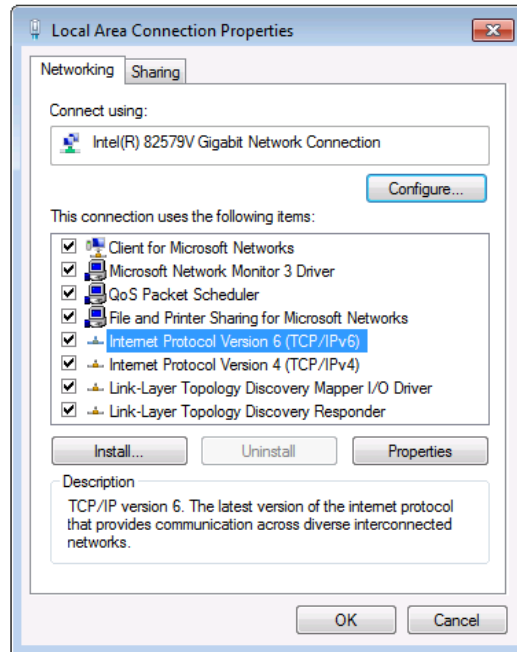 Local Area Connection Properties
Networking
Sharing
Connect using:
Intel(R) 82579V Gigabit Network Connection
Configure...
This connection uses the following items:
Client for Microsoft Networks
Microsoft Network Monitor 3 Driver
QoS Packet Scheduler
File and Printer Sharing for Microsoft Networks
Internet Protocol Version 6 (TCP/IPv6)
Internet Protocol Version 4 (TCP/IPv4)
Link-Layer Topology Discovery Mapper I/O Driver
Link-Layer Topology Discovery Responder
Install...
Uninstall
Properties
Description
TCP/IP version 6. The latest version of the internet protocol
that provides communication across diverse interconnected
networks.
OK
Cancel